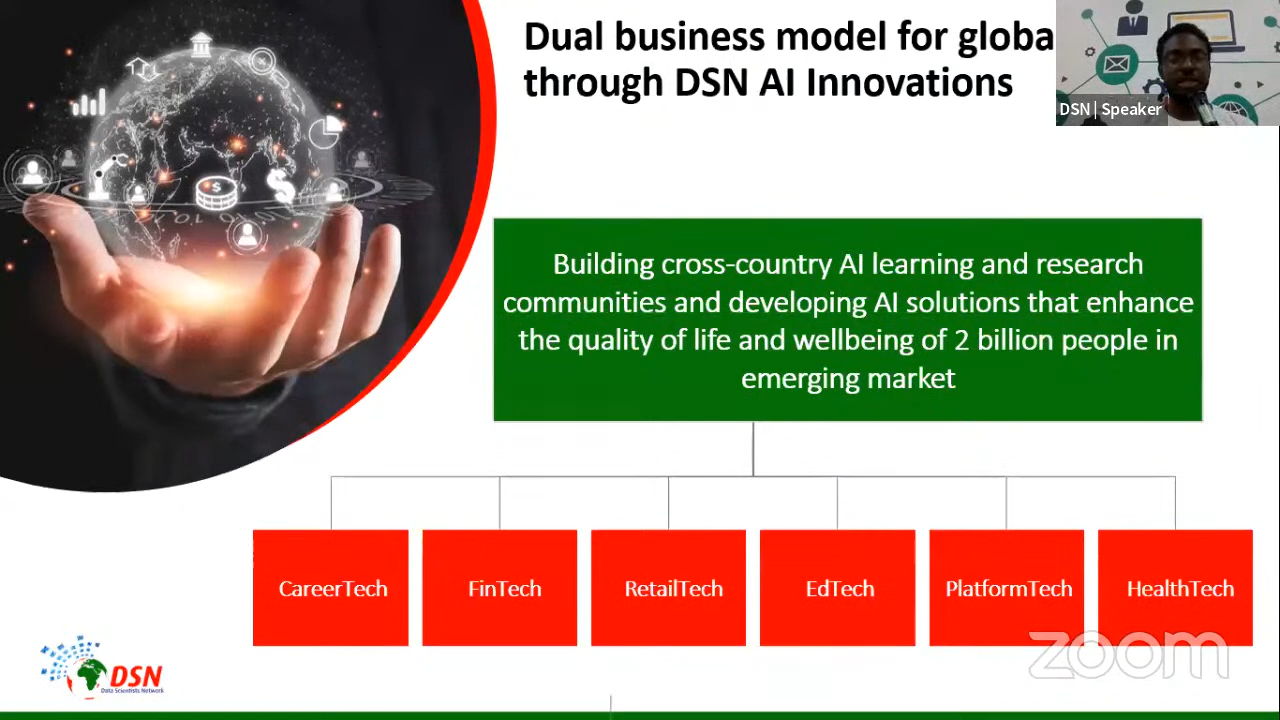 Dual business model for globa
through DSN AI Innovations
DSN | Speaker
Building cross-country AI learning and research
communities and developing AI solutions that enhance
the quality of life and wellbeing of 2 billion people in
emerging market
CareerTech
FinTech
RetailTech
EdTech
PlatformTech
HealthTech
zoom
DSN
Data Scientists Network